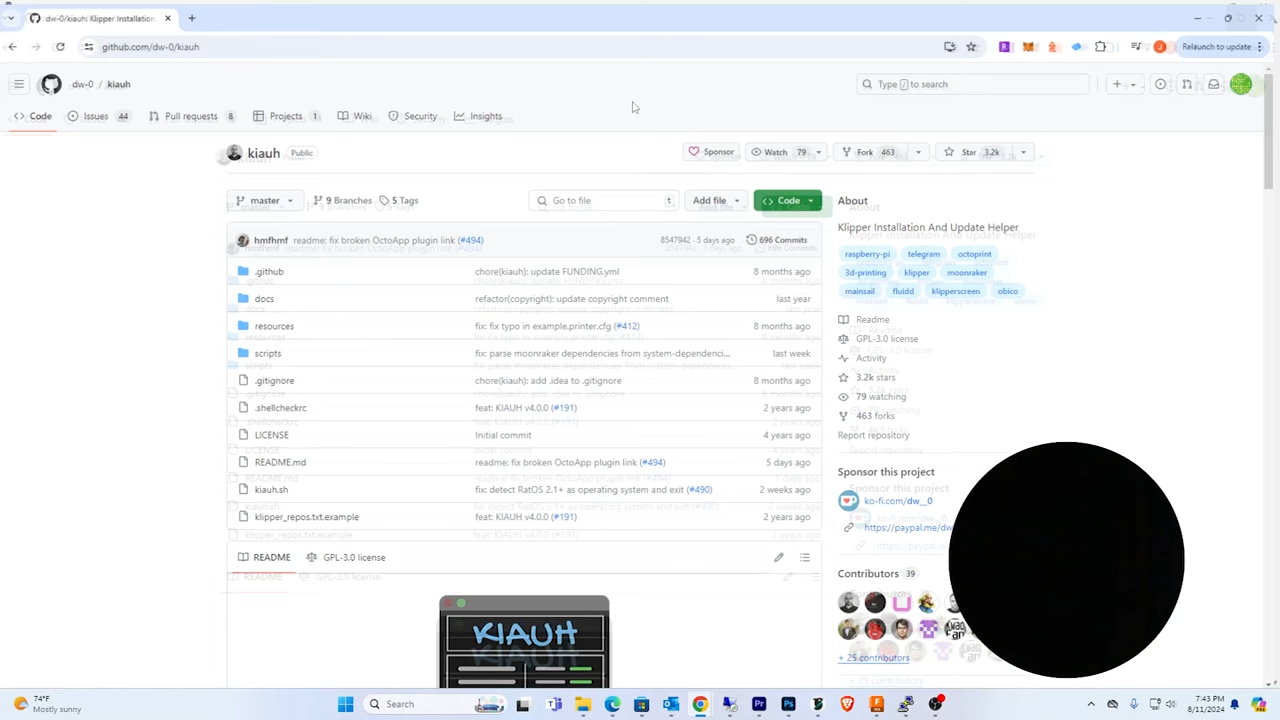 dw-0/kiauh: Klipper Installation
github.com/dw-0/kiauh
Relaunch to update
dw-0 / kiauh
Type / to search
Code
Issues 44
Pull requests 8
Projects 1
Wiki
Security
Insights
kiauh Public
Sponsor
Watch 79
Fork 463
Star 3.2k
master
9 Branches
5 Tags
Go to file t
Add file
Code
hmfhmf readme: fix broken OctoApp plugin link (#494) 8547942 · 5 days ago 696 Commits
.github chore(kiauh): update FUNDING.yml 8 months ago
docs refactor(copyright): update copyright comment last year
resources fix: fix typo in example.printer.cfg (#412) 8 months ago
scripts fix: parse moonraker dependencies from system-dependenci... last week
.gitignore chore(kiauh): add .idea to .gitignore 8 months ago
.shellcheckrc feat: KIAUH v4.0.0 (#191) 2 years ago
LICENSE Initial commit 4 years ago
README.md readme: fix broken OctoApp plugin link (#494) 5 days ago
kiauh.sh fix: detect RatOS 2.1+ as operating system and exit (#490) 2 weeks ago
klipper_repos.txt.example feat: KIAUH v4.0.0 (#191) 2 years ago
README
GPL-3.0 license
KIAUH
About
Klipper Installation And Update Helper
raspberry-pi telegram octoprint
3d-printing klipper moonraker
mainsail fluidd klipperscreen obico
Readme
GPL-3.0 license
Activity
3.2k stars
79 watching
463 forks
Report repository
Sponsor this project
ko-fi.com/dw__0
https://paypal.me/dw
Contributors 39
+ 25 contributors
74°F
Mostly sunny
Search
8/11/2024